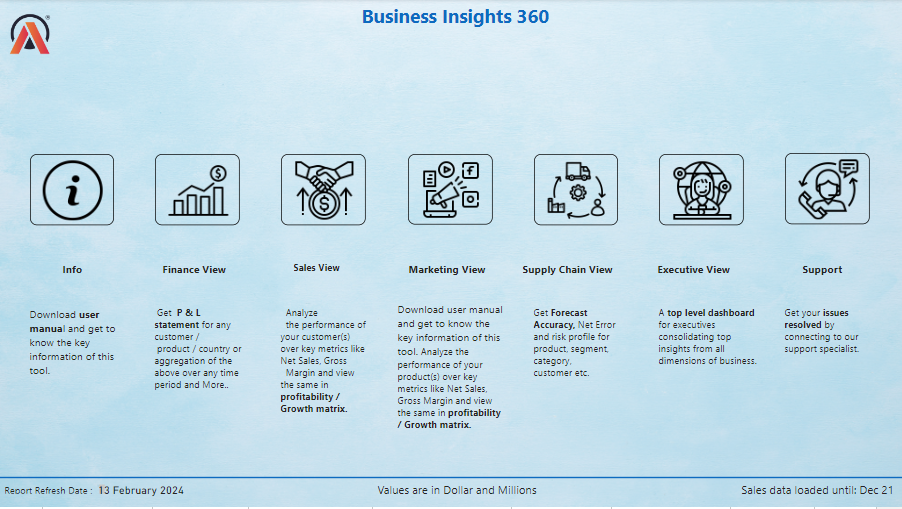 Business Insights 360
Info
Download user
manual and get to
know the key
information of this
tool.
Finance View
Get P & L
statement for any
customer /
product / country or
aggregation of the
above over any time
period and More..
Sales View
Analyze
the performance of
your customer(s)
over key metrics like
Net Sales, Gross
Margin and view
the same in
profitability /
Growth matrix.
Marketing View
Download user manual
and get to know the
key information of this
tool. Analyze the
performance of your
product(s) over key
metrics like Net Sales,
Gross Margin and view
the same in profitability
/ Growth matrix.
Supply Chain View
Get Forecast
Accuracy, Net Error
and risk profile for
product, segment,
category,
customer etc.
Executive View
A top level dashboard
for executives
consolidating top
insights from all
dimensions of business.
Support
Get your issues
resolved by
connecting to our
support specialist.
Report Refresh Date : 13 February 2024
Values are in Dollar and Millions
Sales data loaded until: Dec 21